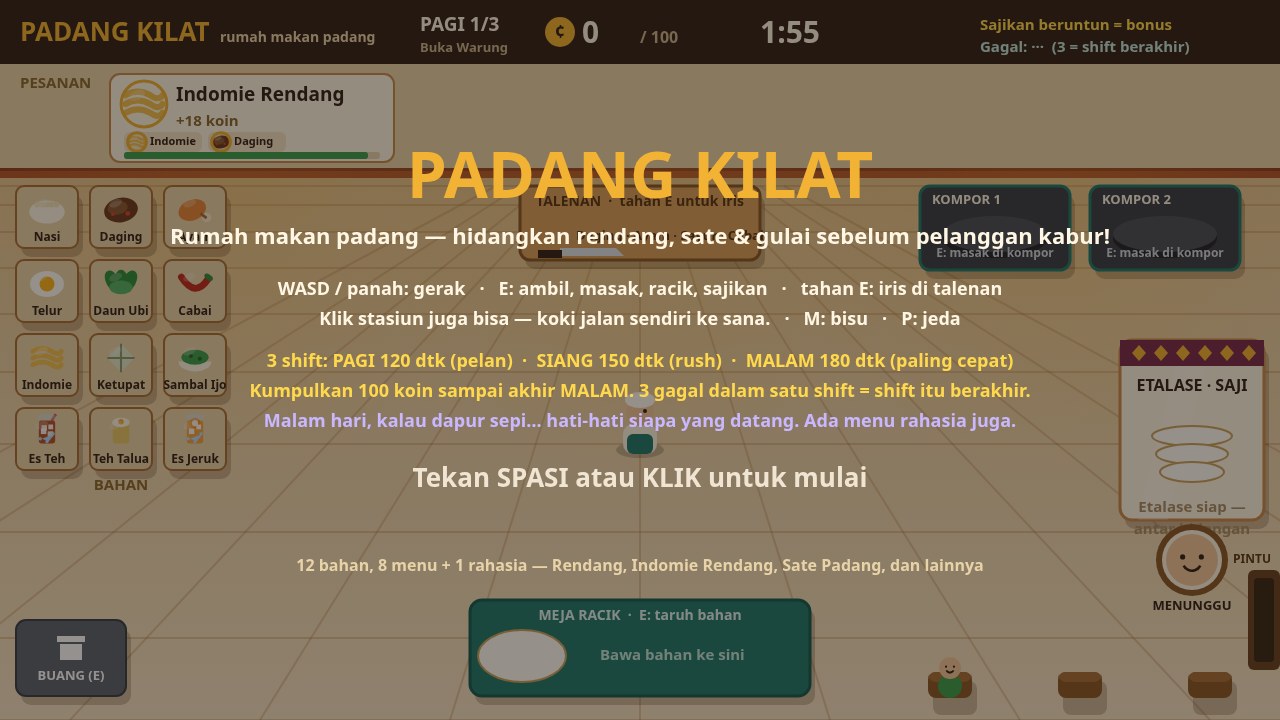 PADANG KILAT rumah makan padang
PAGI 1/3
Buka Warung
¢ 0 / 100
1:55
Sajikan beruntun = bonus
Gagal: ··· (3 = shift berakhir)
PESANAN
Indomie Rendang
+18 koin
Indomie Daging
PADANG KILAT
Rumah makan padang — hidangkan rendang, sate & gulai sebelum pelanggan kabur!
WASD / panah: gerak · E: ambil, masak, racik, sajikan · tahan E: iris di talenan
Klik stasiun juga bisa — koki jalan sendiri ke sana. · M: bisu · P: jeda
3 shift: PAGI 120 dtk (pelan) · SIANG 150 dtk (rush) · MALAM 180 dtk (paling cepat)
Kumpulkan 100 koin sampai akhir MALAM. 3 gagal dalam satu shift = shift itu berakhir.
Malam hari, kalau dapur sepi... hati-hati siapa yang datang. Ada menu rahasia juga.
Tekan SPASI atau KLIK untuk mulai
12 bahan, 8 menu + 1 rahasia — Rendang, Indomie Rendang, Sate Padang, dan lainnya
TALENAN · tahan E untuk iris
KOMPOR 1
E: masak di kompor
KOMPOR 2
E: masak di kompor
Nasi
Daging
Telur
Daun Ubi
Cabai
Indomie
Ketupat
Sambal Ijo
Es Teh
Teh Talua
Es Jeruk
BAHAN
ETALASE · SAJI
Etalase siap —
PINTU
MENUNGGU
MEJA RACIK · E: taruh bahan
Bawa bahan ke sini
BUANG (E)